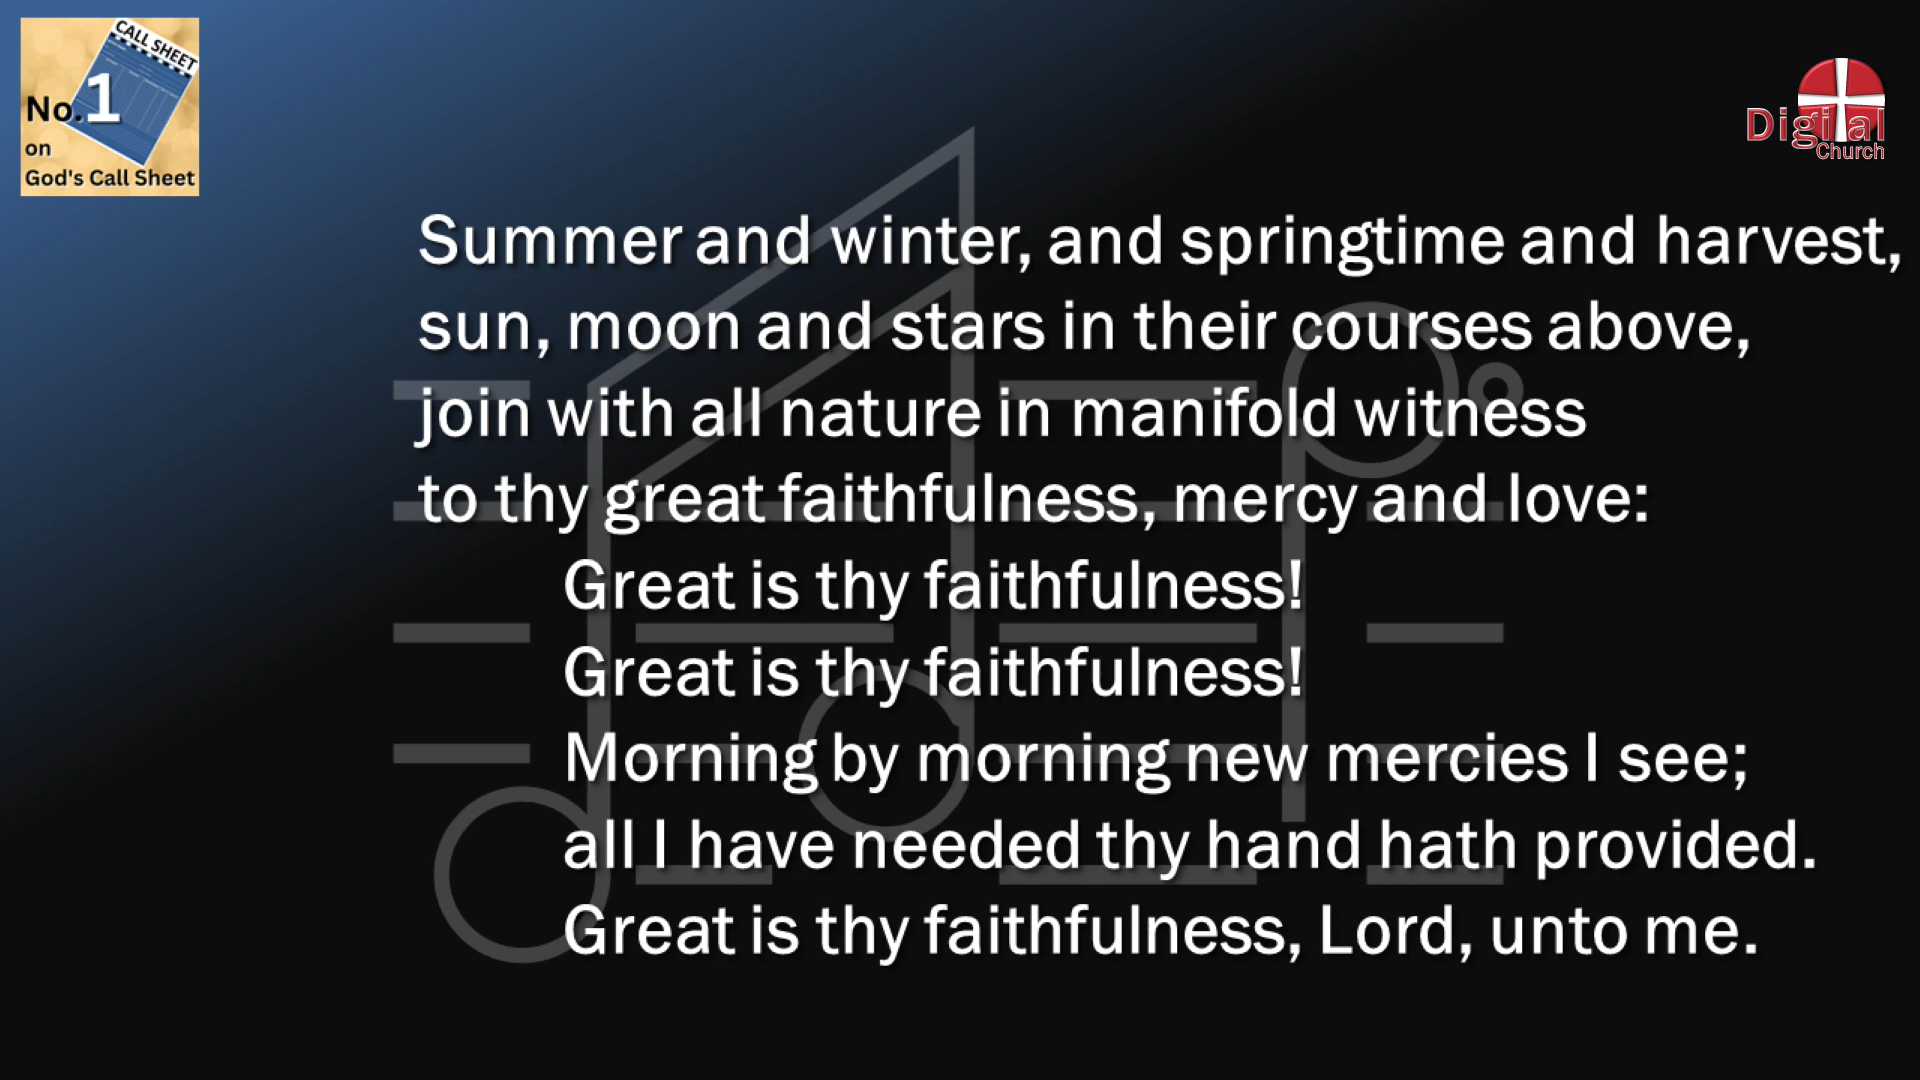 CALL SHEET
No.1
on
God's Call Sheet
Digital
Church
Summer and winter, and springtime and harvest,
sun, moon and stars in their courses above,
join with all nature in manifold witness
to thy great faithfulness, mercy and love:
Great is thy faithfulness!
Great is thy faithfulness!
Morning by morning new mercies I see;
all I have needed thy hand hath provided.
Great is thy faithfulness, Lord, unto me.